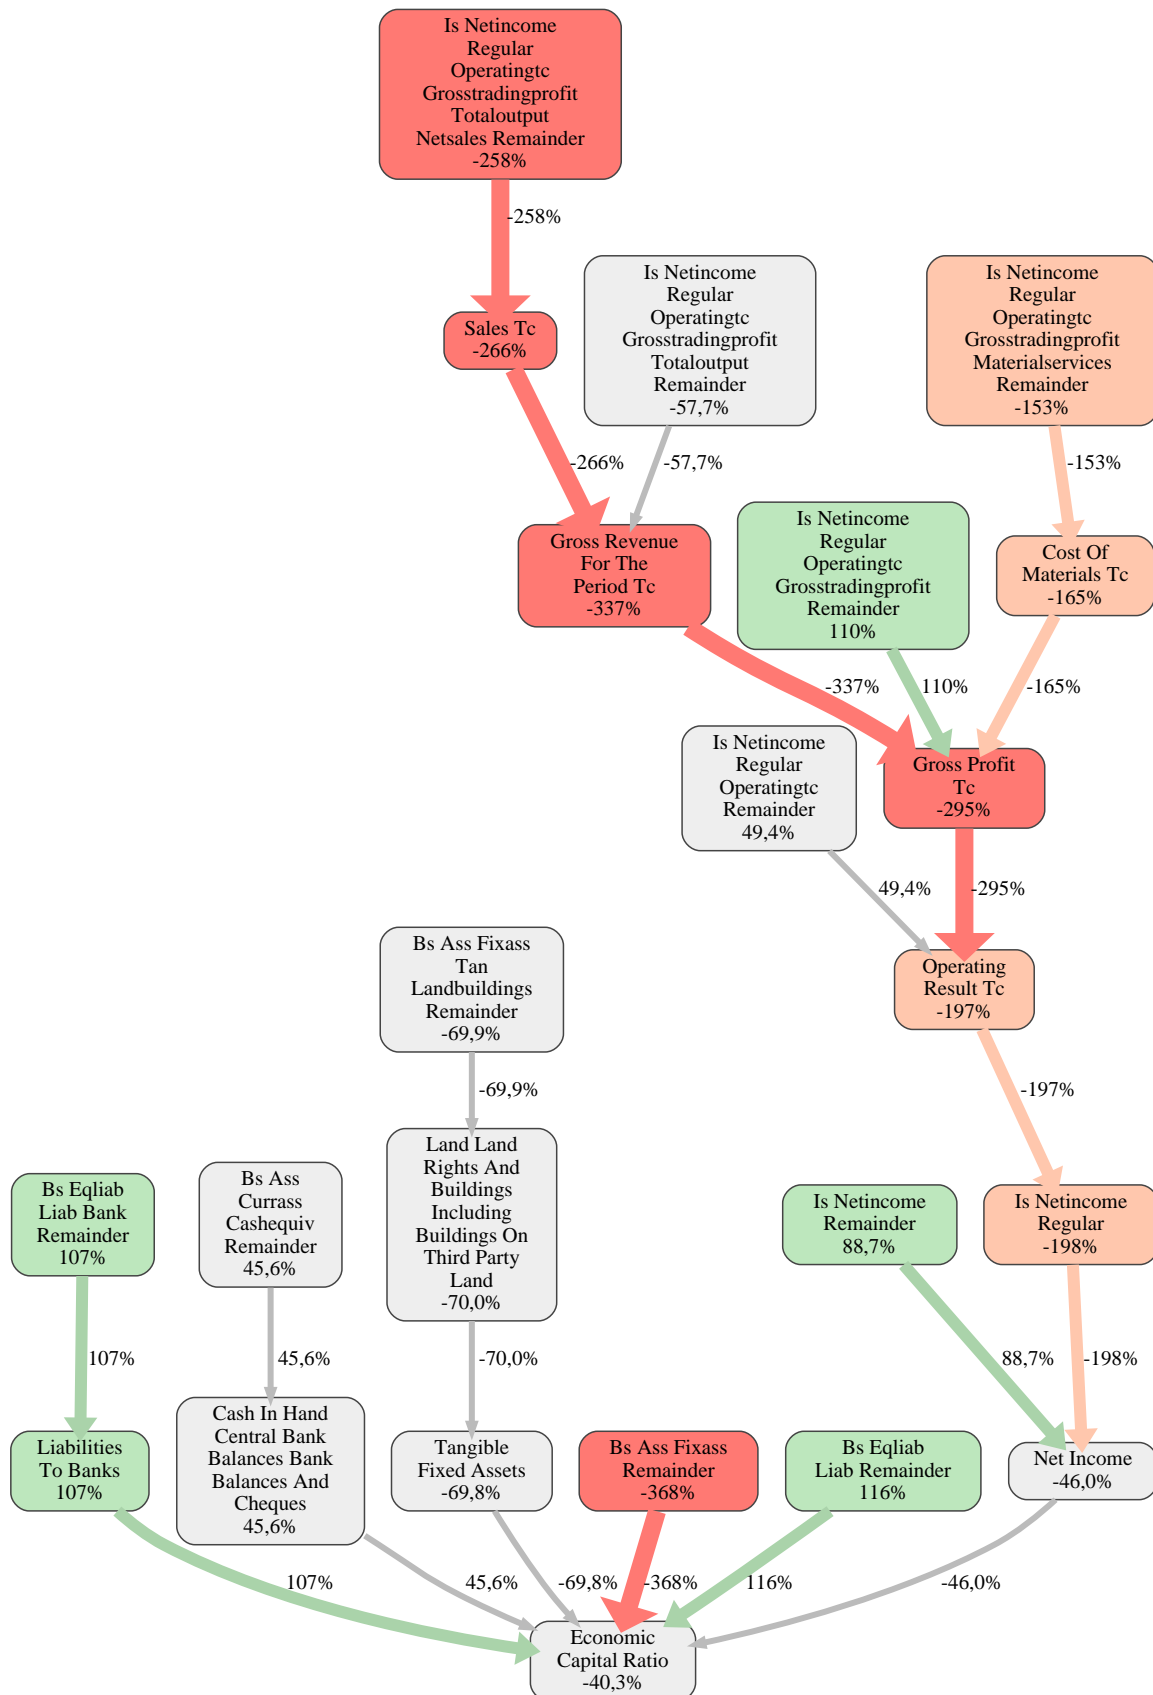 Is Netincome
Regular
Operatingtc
Grosstradingprofit
Totaloutput
Netsales Remainder
-258%
-258%
Sales Tc
-266%
Is Netincome
Regular
Operatingtc
Grosstradingprofit
Totaloutput
Remainder
-57,7%
Is Netincome
Regular
Operatingtc
Grosstradingprofit
Materialservices
Remainder
-153%
-266%
-57,7%
-153%
Gross Revenue
For The
Period Tc
-337%
Is Netincome
Regular
Operatingtc
Grosstradingprofit
Remainder
110%
Cost Of
Materials Tc
-165%
-337%
110%
-165%
Is Netincome
Regular
Operatingtc
Remainder
49,4%
Gross Profit
Tc
-295%
49,4%
-295%
Bs Ass Fixass
Tan
Landbuildings
Remainder
-69,9%
Operating
Result Tc
-197%
-69,9%
-197%
Bs Eqliab
Liab Bank
Remainder
107%
Bs Ass
Currass
Cashequiv
Remainder
45,6%
Land Land
Rights And
Buildings
Including
Buildings On
Third Party
Land
-70,0%
Is Netincome
Remainder
88,7%
Is Netincome
Regular
-198%
107%
45,6%
-70,0%
88,7%
-198%
Liabilities
To Banks
107%
Cash In Hand
Central Bank
Balances Bank
Balances And
Cheques
45,6%
Tangible
Fixed Assets
-69,8%
Bs Ass Fixass
Remainder
-368%
Bs Eqliab
Liab Remainder
116%
Net Income
-46,0%
107%
45,6%
-69,8%
-368%
116%
-46,0%
Economic
Capital Ratio
-40,3%